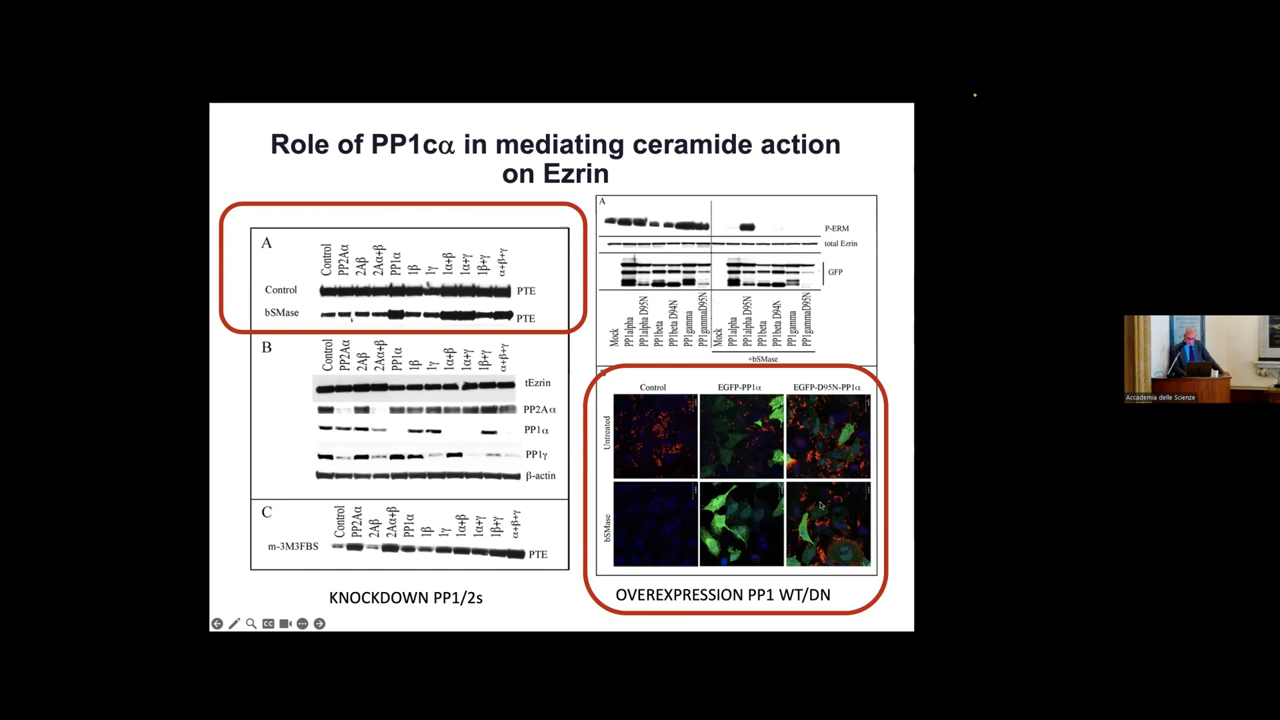 Role of PP1cα in mediating ceramide action
on Ezrin
A
Control PP2Aα 2Aβ 2Aα+β PP1α 1β 1γ 1α+β 1α+γ 1β+γ α+β+γ
Control PTE
bSMase PTE
B
Control PP2Aα 2Aβ 2Aα+β PP1α 1β 1γ 1α+β 1α+γ 1β+γ α+β+γ
tEzrin
PP2Aα
PP1α
PP1γ
β-actin
C
Control PP2Aα 2Aβ 2Aα+β PP1α 1β 1γ 1α+β 1α+γ 1β+γ α+β+γ
m-3M3FBS PTE
KNOCKDOWN PP1/2s
A
P-ERM
total Ezrin
GFP
Mock PP1alpha PP1alpha D95N PP1beta PP1beta D94N PP1gamma PP1gammaD95N Mock PP1alpha PP1alpha D95N PP1beta PP1beta D94N PP1gamma PP1gammaD95N
+bSMase
Control EGFP-PP1α EGFP-D95N-PP1α
Untreated
bSMase
OVEREXPRESSION PP1 WT/DN
CC
Accademia delle Scienze